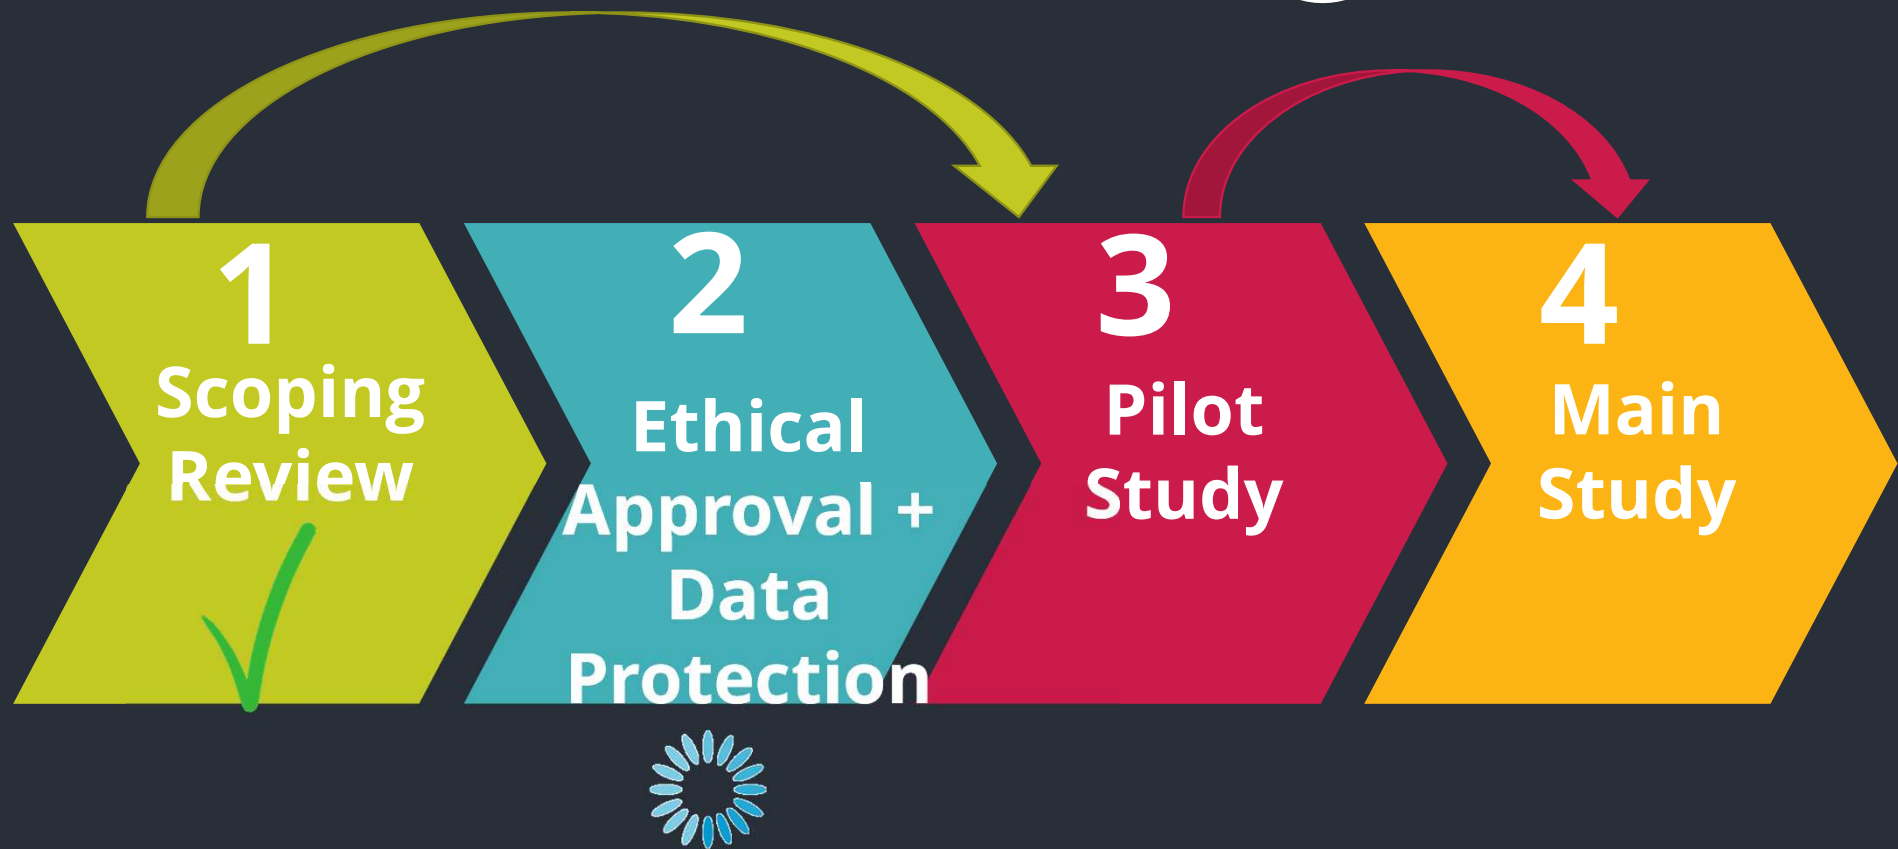 1
Scoping
Review
2
Ethical
Approval +
Data
Protection
3
Pilot
Study
4
Main
Study